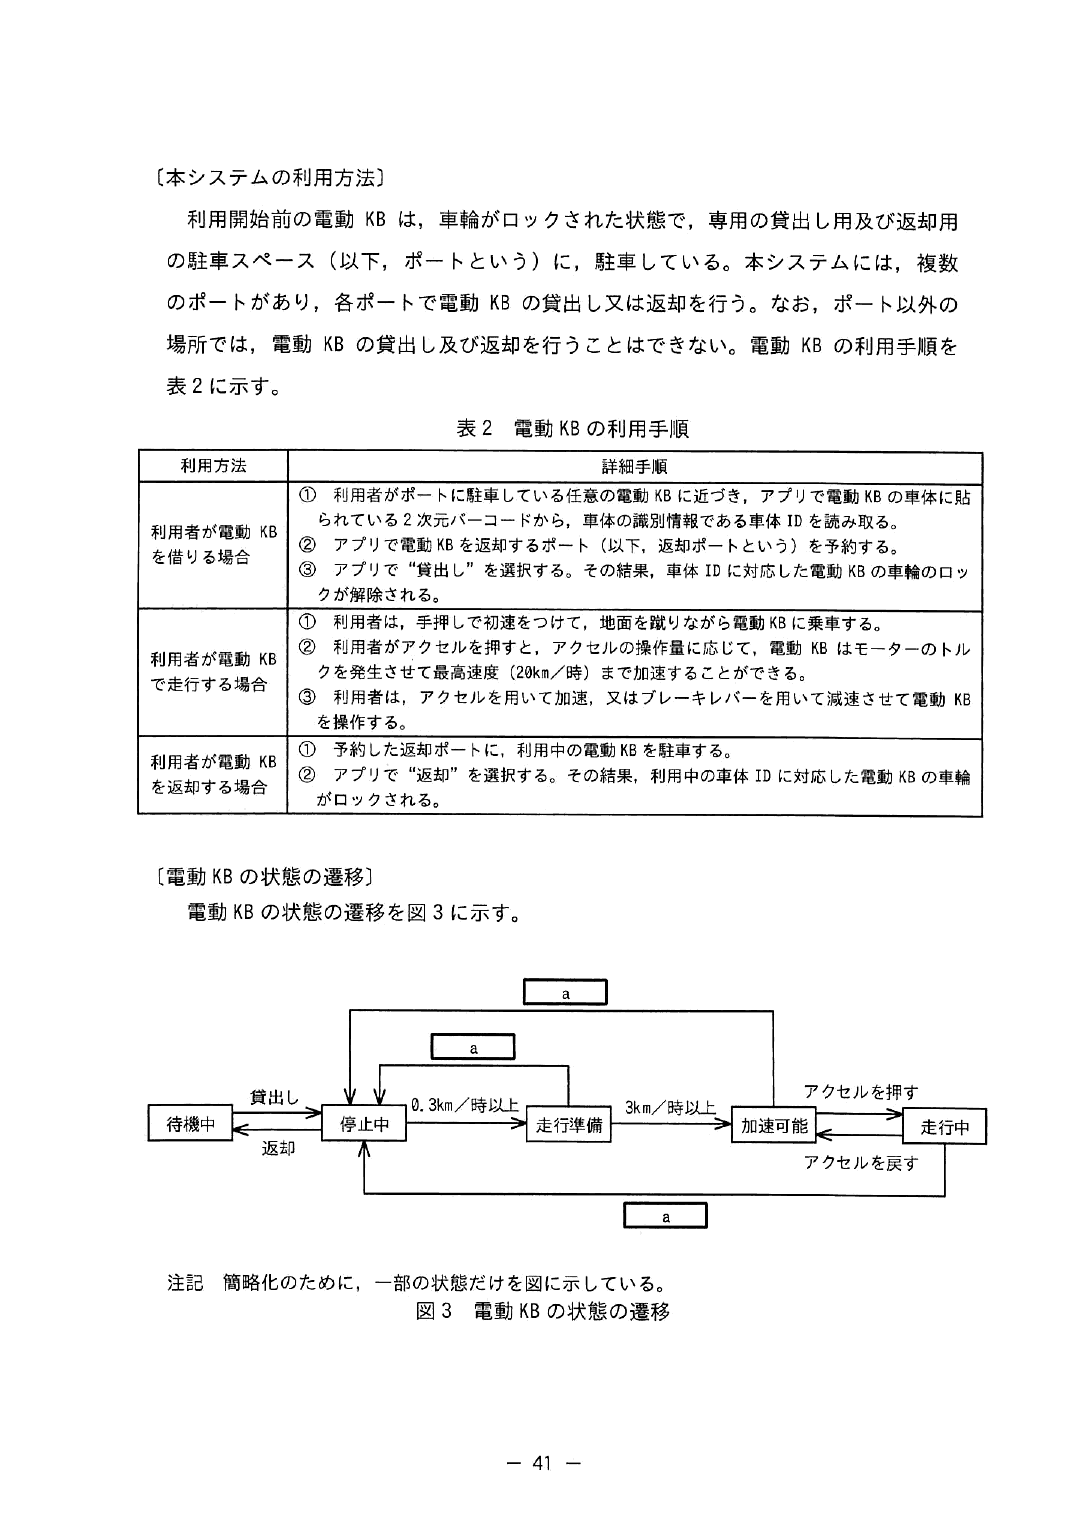 〔本システムの利用方法〕
利用開始前の電動 KB は，車輪がロックされた状態で，専用の貸出し用及び返却用
の駐車スペース（以下，ポートという）に，駐車している。本システムには，複数
のポートがあり，各ポートで電動 KB の貸出し又は返却を行う。なお，ポート以外の
場所では，電動 KB の貸出し及び返却を行うことはできない。電動 KB の利用手順を
表2に示す。
表2　電動 KB の利用手順
利用方法　詳細手順
利用者が電動 KB
を借りる場合
①　利用者がポートに駐車している任意の電動 KB に近づき，アプリで電動 KB の車体に貼
られている2次元バーコードから，車体の識別情報である車体 ID を読み取る。
②　アプリで電動 KB を返却するポート（以下，返却ポートという）を予約する。
③　アプリで“貸出し”を選択する。その結果，車体 ID に対応した電動 KB の車輪のロッ
クが解除される。
利用者が電動 KB
で走行する場合
①　利用者は，手押しで初速をつけて，地面を蹴りながら電動 KB に乗車する。
②　利用者がアクセルを押すと，アクセルの操作量に応じて，電動 KB はモーターのトル
クを発生させて最高速度（20km／時）まで加速することができる。
③　利用者は，アクセルを用いて加速，又はブレーキレバーを用いて減速させて電動 KB
を操作する。
利用者が電動 KB
を返却する場合
①　予約した返却ポートに，利用中の電動 KB を駐車する。
②　アプリで“返却”を選択する。その結果，利用中の車体 ID に対応した電動 KB の車輪
がロックされる。
〔電動 KB の状態の遷移〕
電動 KB の状態の遷移を図3に示す。
a
a
貸出し
0.3km／時以上
3km／時以上
アクセルを押す
待機中
停止中
走行準備
加速可能
走行中
返却
アクセルを戻す
a
注記　簡略化のために，一部の状態だけを図に示している。
図3　電動 KB の状態の遷移
－ 41 －